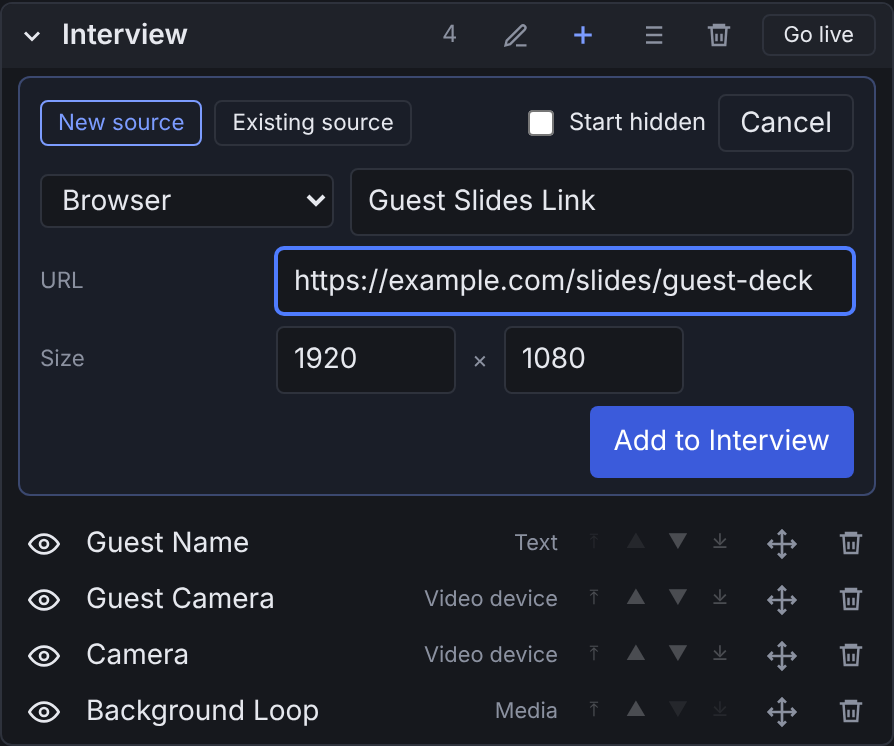 Interview 4 Go live
New source Existing source Start hidden Cancel
Browser Guest Slides Link
URL https://example.com/slides/guest-deck
Size 1920 × 1080
Add to Interview
Guest Name Text
Guest Camera Video device
Camera Video device
Background Loop Media